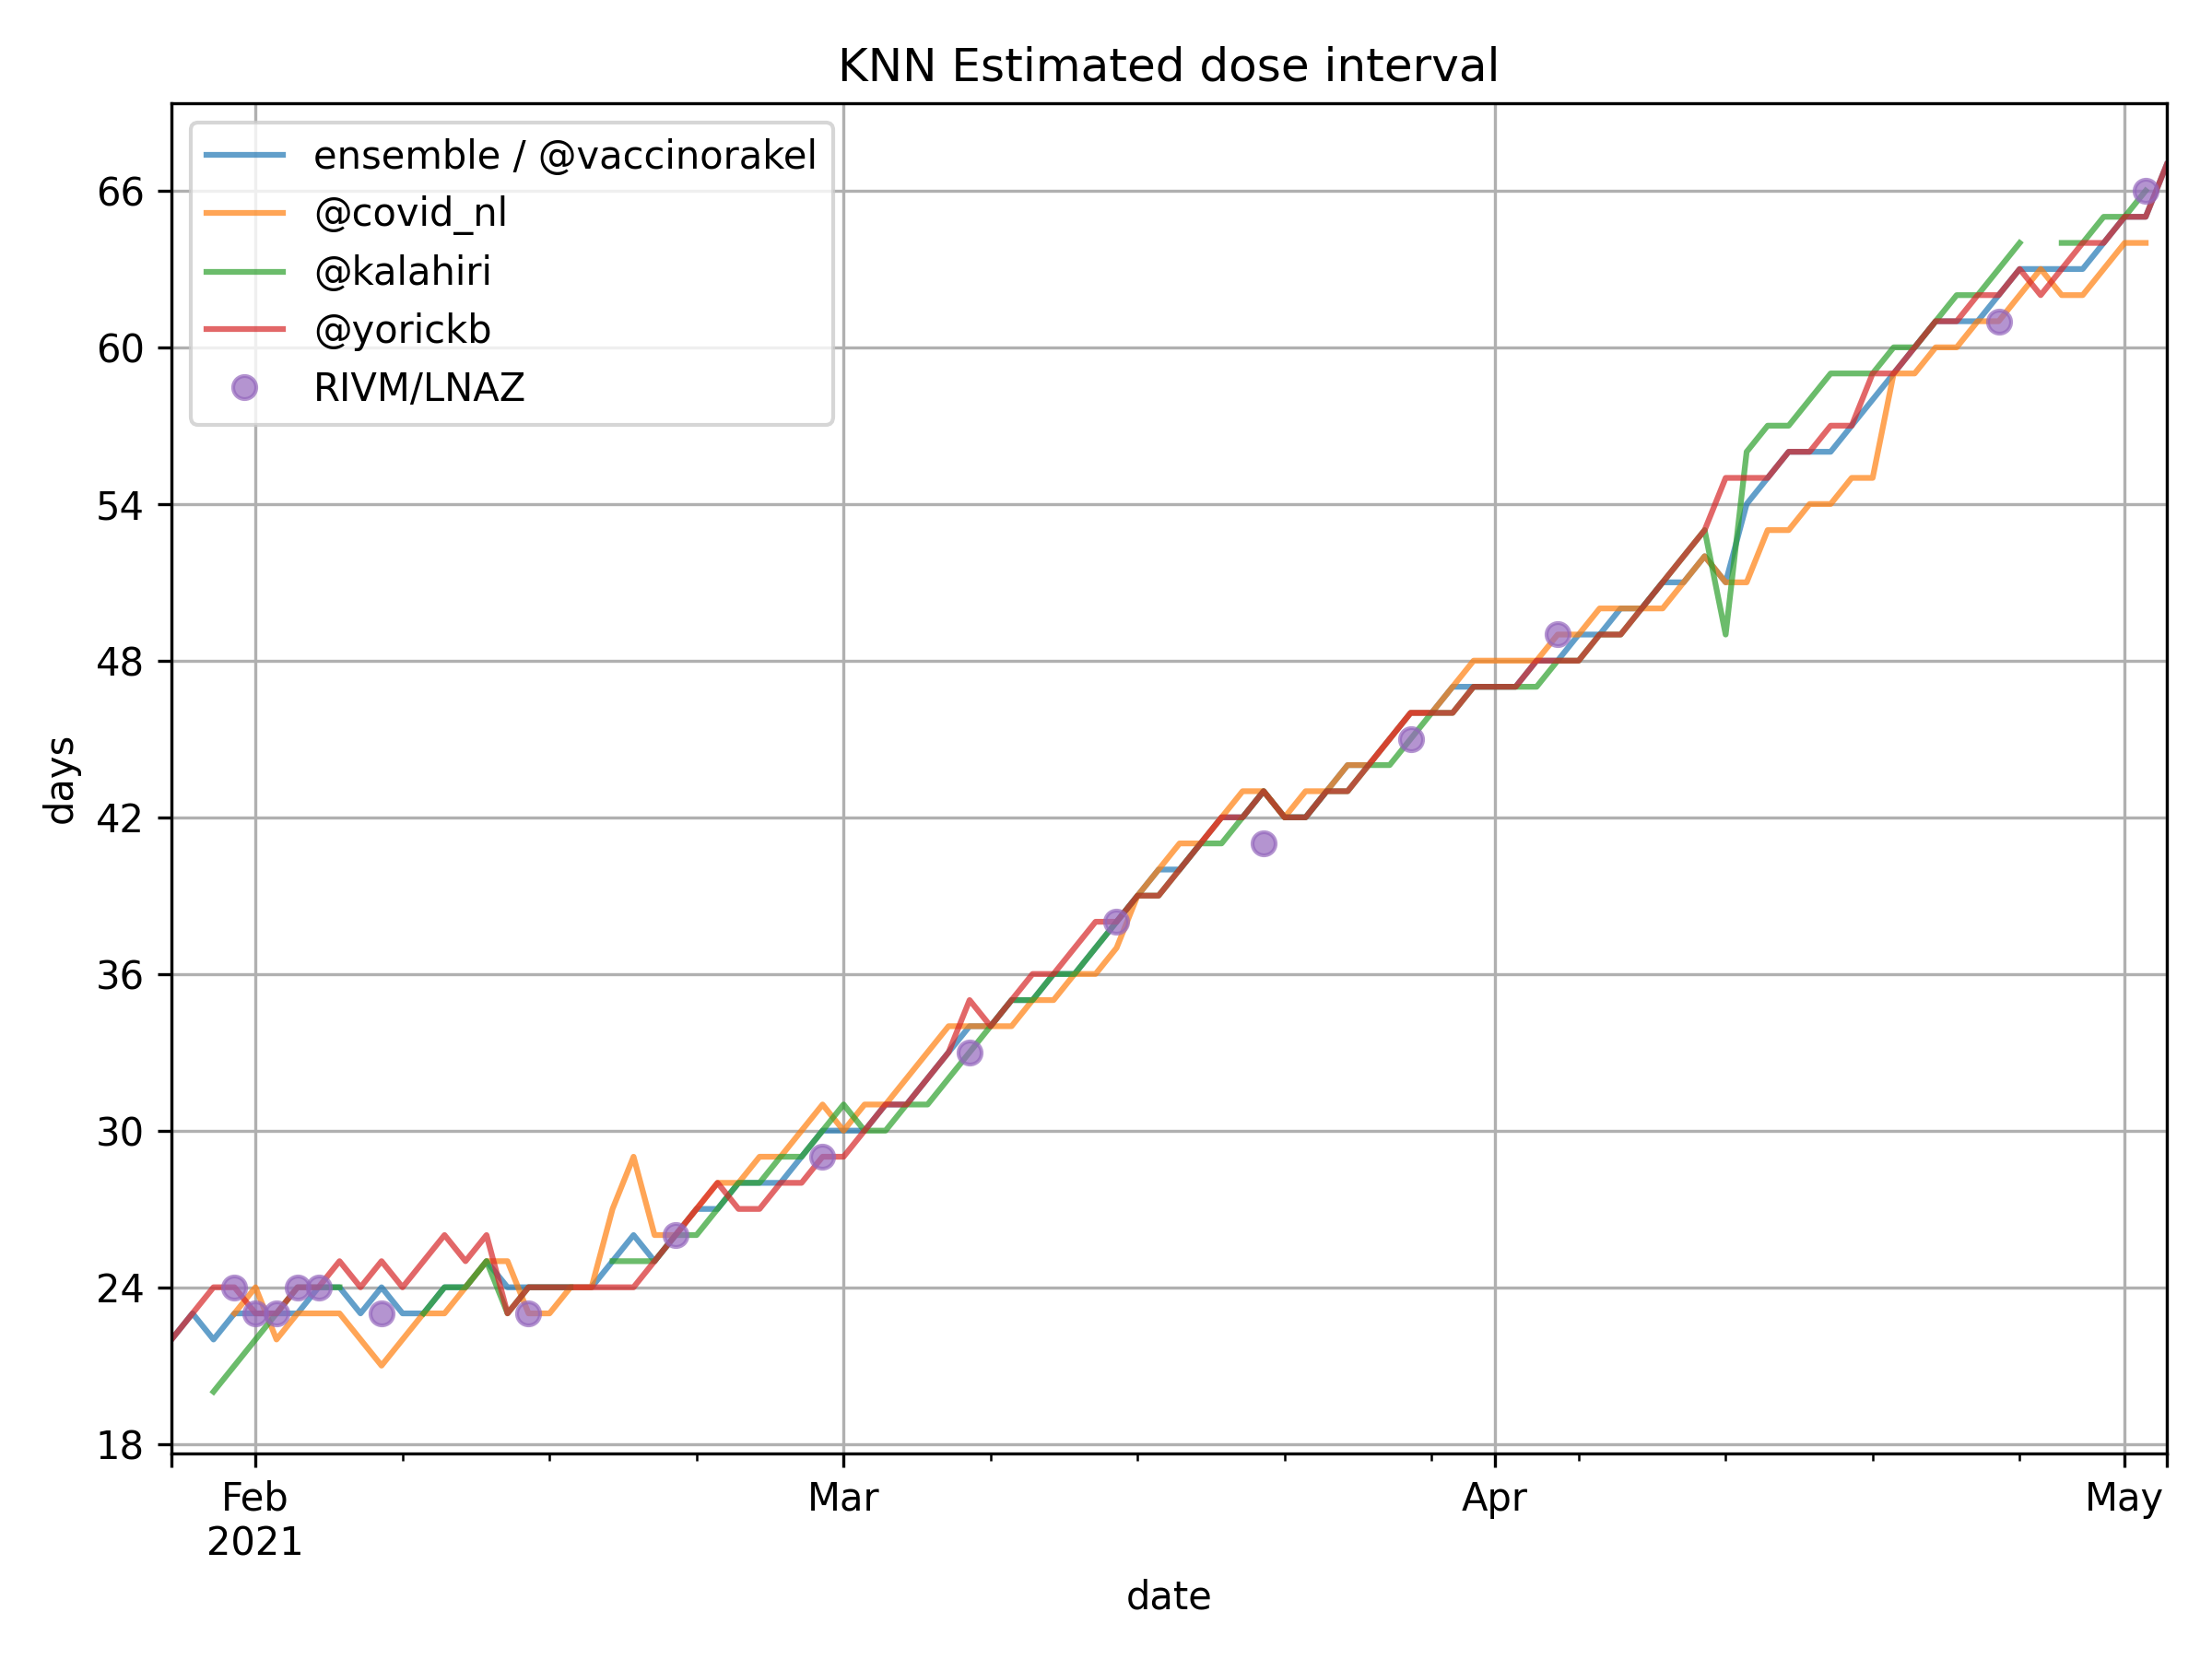 KNN Estimated dose interval
ensemble / @vaccinorakel
@covid_nl
@kalahiri
@yorickb
RIVM/LNAZ
66
60
54
48
42
36
30
24
18
days
Feb
2021
Mar
Apr
May
date